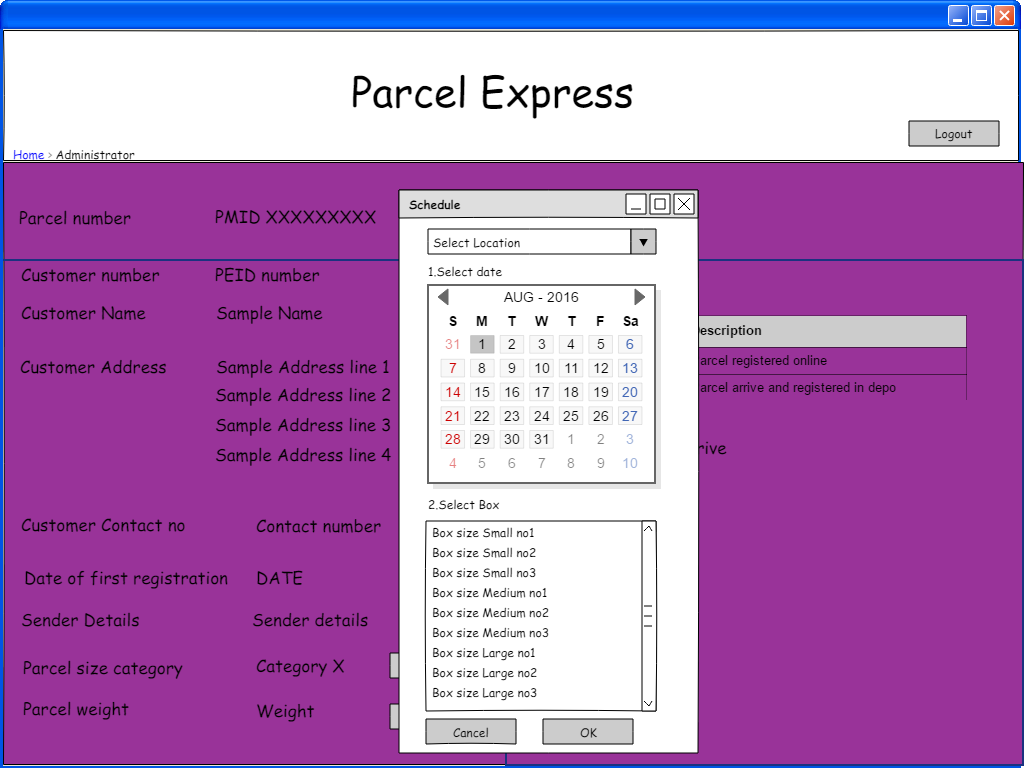 Parcel Express
Logout
Home > Administrator
Parcel number PMID XXXXXXXXX
Customer number PEID number
Customer Name Sample Name
Customer Address Sample Address line 1
Sample Address line 2
Sample Address line 3
Sample Address line 4
Customer Contact no Contact number
Date of first registration DATE
Sender Details Sender details
Parcel size category Category X
Parcel weight Weight
Schedule
Select Location
1.Select date
AUG - 2016
S M T W T F Sa
31 1 2 3 4 5 6
7 8 9 10 11 12 13
14 15 16 17 18 19 20
21 22 23 24 25 26 27
28 29 30 31 1 2 3
4 5 6 7 8 9 10
2.Select Box
Box size Small no1
Box size Small no2
Box size Small no3
Box size Medium no1
Box size Medium no2
Box size Medium no3
Box size Large no1
Box size Large no2
Box size Large no3
Cancel OK
escription
arcel registered online
arcel arrive and registered in depo
rive